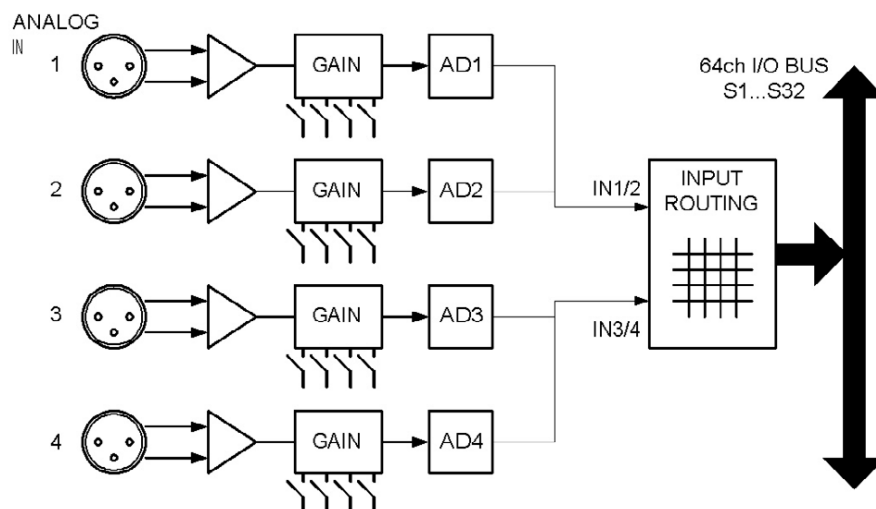 ANALOG
IN
1
GAIN
AD1
64ch I/O BUS
S1...S32
2
GAIN
AD2
IN1/2
INPUT
ROUTING
3
GAIN
AD3
IN3/4
4
GAIN
AD4